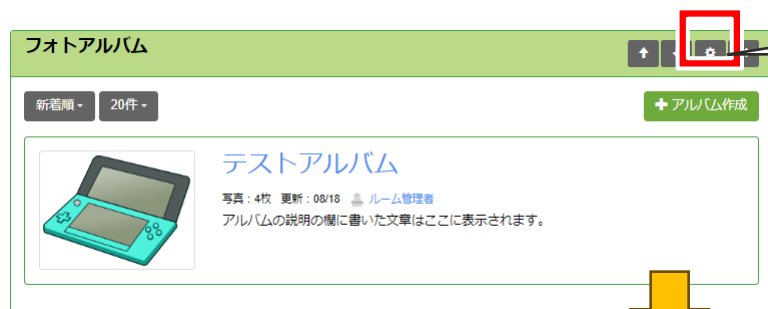 フォトアルバム
新着順
20件
アルバム作成
テストアルバム
写真 : 4枚 更新 : 08/18 ルーム管理者
アルバムの説明の欄に書いた文章はここに表示されます。